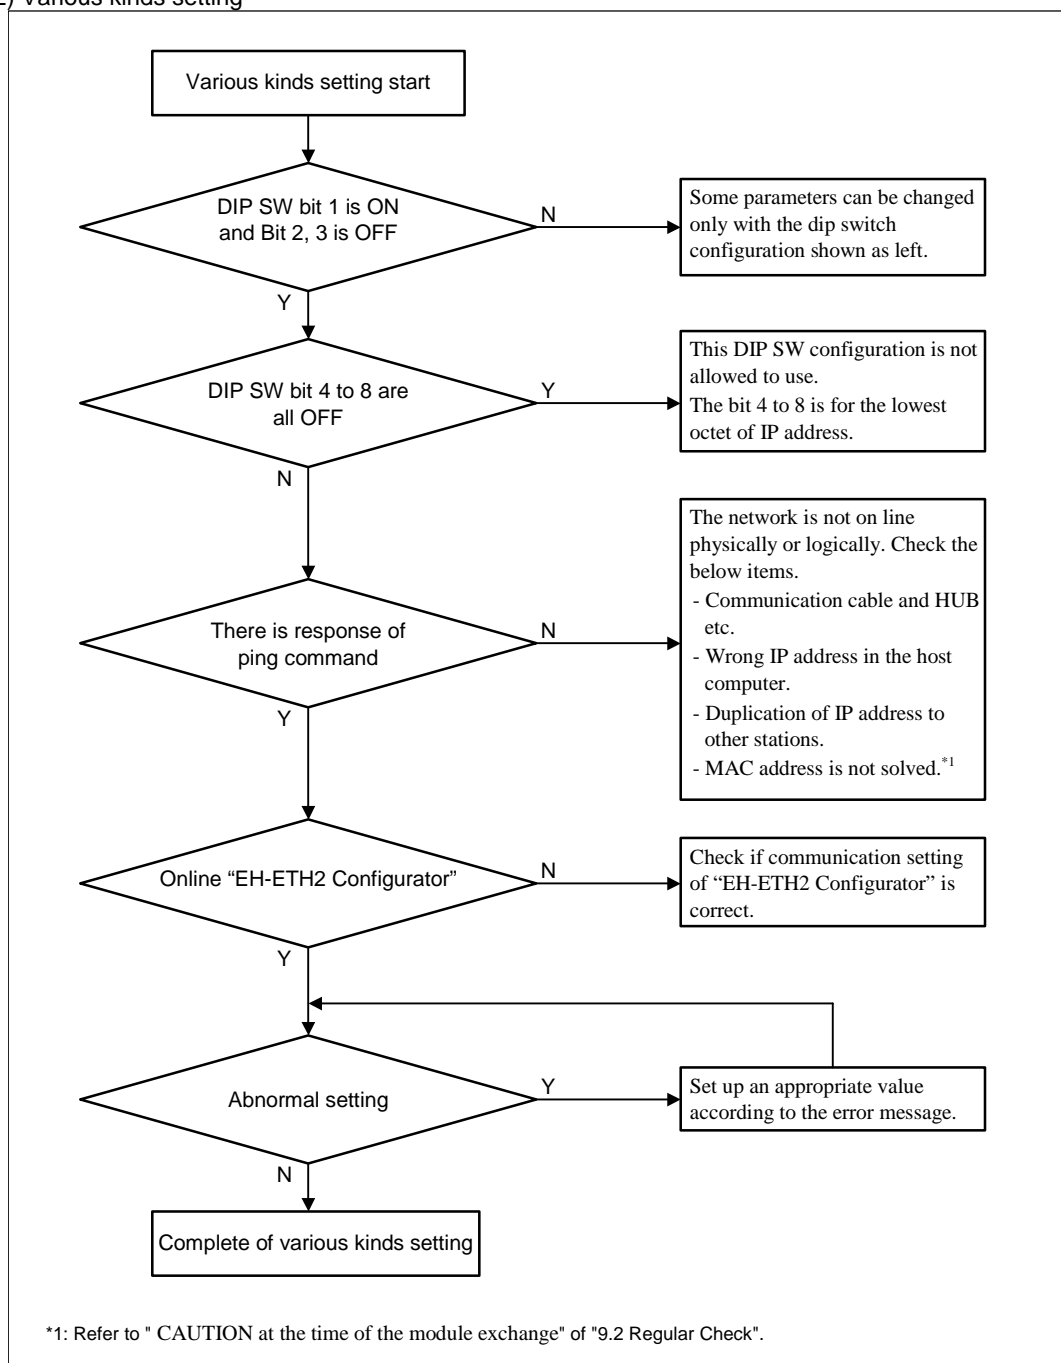 2) Various kinds setting
Various kinds setting start
DIP SW bit 1 is ON
and Bit 2, 3 is OFF
N
Some parameters can be changed
only with the dip switch
configuration shown as left.
Y
DIP SW bit 4 to 8 are
all OFF
Y
This DIP SW configuration is not
allowed to use.
The bit 4 to 8 is for the lowest
octet of IP address.
N
There is response of
ping command
N
The network is not on line
physically or logically. Check the
below items.
- Communication cable and HUB
etc.
- Wrong IP address in the host
computer.
- Duplication of IP address to
other stations.
- MAC address is not solved.*1
Y
Online “EH-ETH2 Configurator”
N
Check if communication setting
of “EH-ETH2 Configurator” is
correct.
Y
Abnormal setting
Y
Set up an appropriate value
according to the error message.
N
Complete of various kinds setting
*1: Refer to " CAUTION at the time of the module exchange" of "9.2 Regular Check".